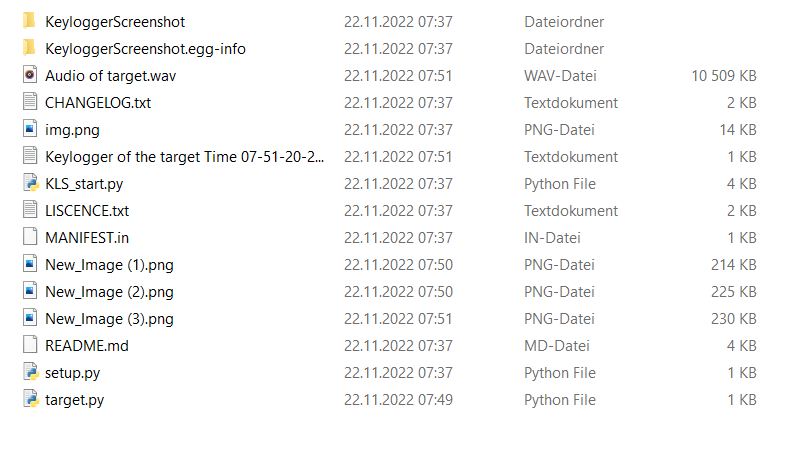 KeyloggerScreenshot 22.11.2022 07:37 Dateiordner
KeyloggerScreenshot.egg-info 22.11.2022 07:37 Dateiordner
Audio of target.wav 22.11.2022 07:51 WAV-Datei 10 509 KB
CHANGELOG.txt 22.11.2022 07:37 Textdokument 2 KB
img.png 22.11.2022 07:37 PNG-Datei 14 KB
Keylogger of the target Time 07-51-20-2... 22.11.2022 07:51 Textdokument 1 KB
KLS_start.py 22.11.2022 07:37 Python File 4 KB
LISCENCE.txt 22.11.2022 07:37 Textdokument 2 KB
MANIFEST.in 22.11.2022 07:37 IN-Datei 1 KB
New_Image (1).png 22.11.2022 07:50 PNG-Datei 214 KB
New_Image (2).png 22.11.2022 07:50 PNG-Datei 225 KB
New_Image (3).png 22.11.2022 07:51 PNG-Datei 230 KB
README.md 22.11.2022 07:37 MD-Datei 4 KB
setup.py 22.11.2022 07:37 Python File 1 KB
target.py 22.11.2022 07:49 Python File 1 KB